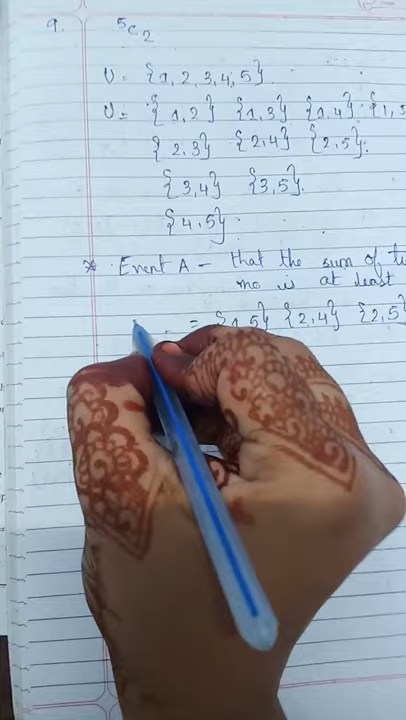 9. ⁵C₂
U = {1, 2, 3, 4, 5}.
U = {1, 2} {1, 3} {1, 4} {1, 5
{2, 3} {2, 4} {2, 5}.
{3, 4} {3, 5}.
{4, 5}.
Event A - that the sum of
no is at least
= {1, 5} {2, 4} {2, 5}